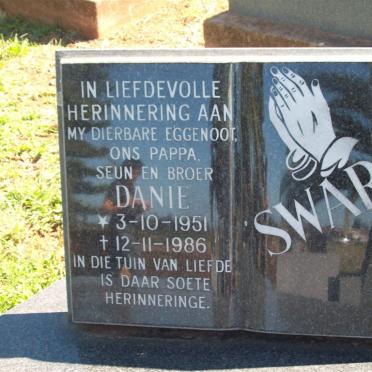 IN LIEFDEVOLLE
HERINNERING AAN
MY DIERBARE EGGENOOT,
ONS PAPPA,
SEUN EN BROER
DANIE
* 3-10-1951
† 12-11-1986
IN DIE TUIN VAN LIEFDE
IS DAAR SOETE
HERINNERINGE.